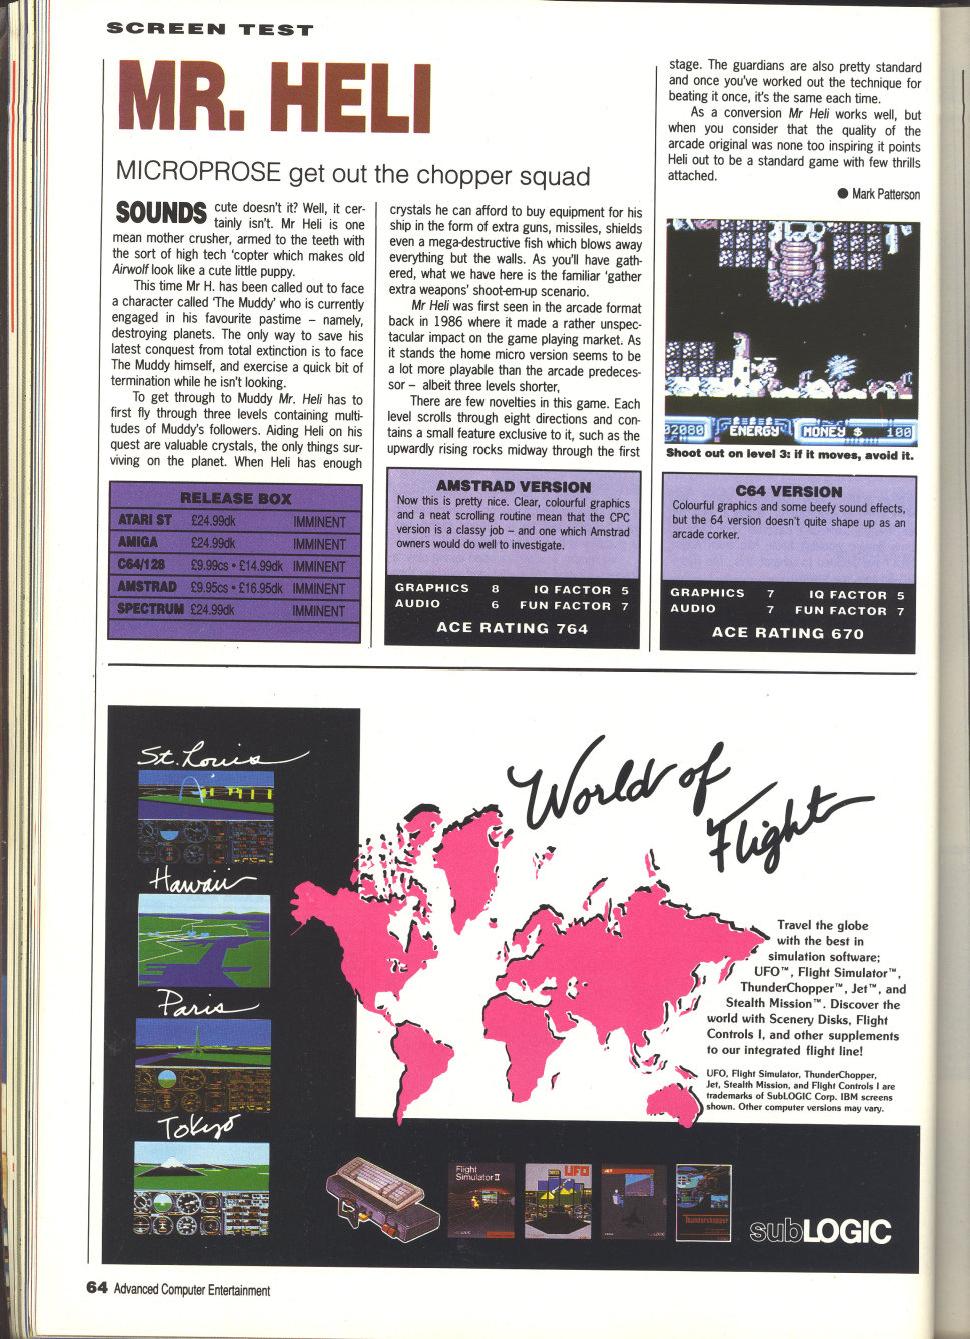 SCREEN TEST
MR. HELI
MICROPROSE get out the chopper squad
SOUNDS cute doesn't it? Well, it cer-
tainly isn't. Mr Heli is one
mean mother crusher, armed to the teeth with
the sort of high tech 'copter which makes old
Airwolf look like a cute little puppy.
This time Mr H. has been called out to face
a character called 'The Muddy' who is currently
engaged in his favourite pastime – namely,
destroying planets. The only way to save his
latest conquest from total extinction is to face
The Muddy himself, and exercise a quick bit of
termination while he isn't looking.
To get through to Muddy Mr. Heli has to
first fly through three levels containing multi-
tudes of Muddy's followers. Aiding Heli on his
quest are valuable crystals, the only things sur-
viving on the planet. When Heli has enough
crystals he can afford to buy equipment for his
ship in the form of extra guns, missiles, shields
even a mega-destructive fish which blows away
everything but the walls. As you'll have gath-
ered, what we have here is the familiar 'gather
extra weapons' shoot-em-up scenario.
Mr Heli was first seen in the arcade format
back in 1986 where it made a rather unspec-
tacular impact on the game playing market. As
it stands the home micro version seems to be
a lot more playable than the arcade predeces-
sor – albeit three levels shorter,
There are few novelties in this game. Each
level scrolls through eight directions and con-
tains a small feature exclusive to it, such as the
upwardly rising rocks midway through the first
stage. The guardians are also pretty standard
and once you've worked out the technique for
beating it once, it's the same each time.
As a conversion Mr Heli works well, but
when you consider that the quality of the
arcade original was none too inspiring it points
Heli out to be a standard game with few thrills
attached.
● Mark Patterson
02080 ENERGY MONEY $ 100
Shoot out on level 3: if it moves, avoid it.
RELEASE BOX
ATARI ST £24.99dk IMMINENT
AMIGA £24.99dk IMMINENT
C64/128 £9.99cs • £14.99dk IMMINENT
AMSTRAD £9.95cs • £16.95dk IMMINENT
SPECTRUM £24.99dk IMMINENT
AMSTRAD VERSION
Now this is pretty nice. Clear, colourful graphics
and a neat scrolling routine mean that the CPC
version is a classy job – and one which Amstrad
owners would do well to investigate.
GRAPHICS 8 IQ FACTOR 5
AUDIO 6 FUN FACTOR 7
ACE RATING 764
C64 VERSION
Colourful graphics and some beefy sound effects,
but the 64 version doesn't quite shape up as an
arcade corker.
GRAPHICS 7 IQ FACTOR 5
AUDIO 7 FUN FACTOR 7
ACE RATING 670
St. Louis
Hawaii
Paris
Tokyo
World of
Flight
Travel the globe
with the best in
simulation software;
UFO™, Flight Simulator™,
ThunderChopper™, Jet™, and
Stealth Mission™. Discover the
world with Scenery Disks, Flight
Controls I, and other supplements
to our integrated flight line!
UFO, Flight Simulator, ThunderChopper,
Jet, Stealth Mission, and Flight Controls I are
trademarks of SubLOGIC Corp. IBM screens
shown. Other computer versions may vary.
Flight
Simulator II
UFO
JET
Thunderchopper
subLOGIC
64 Advanced Computer Entertainment